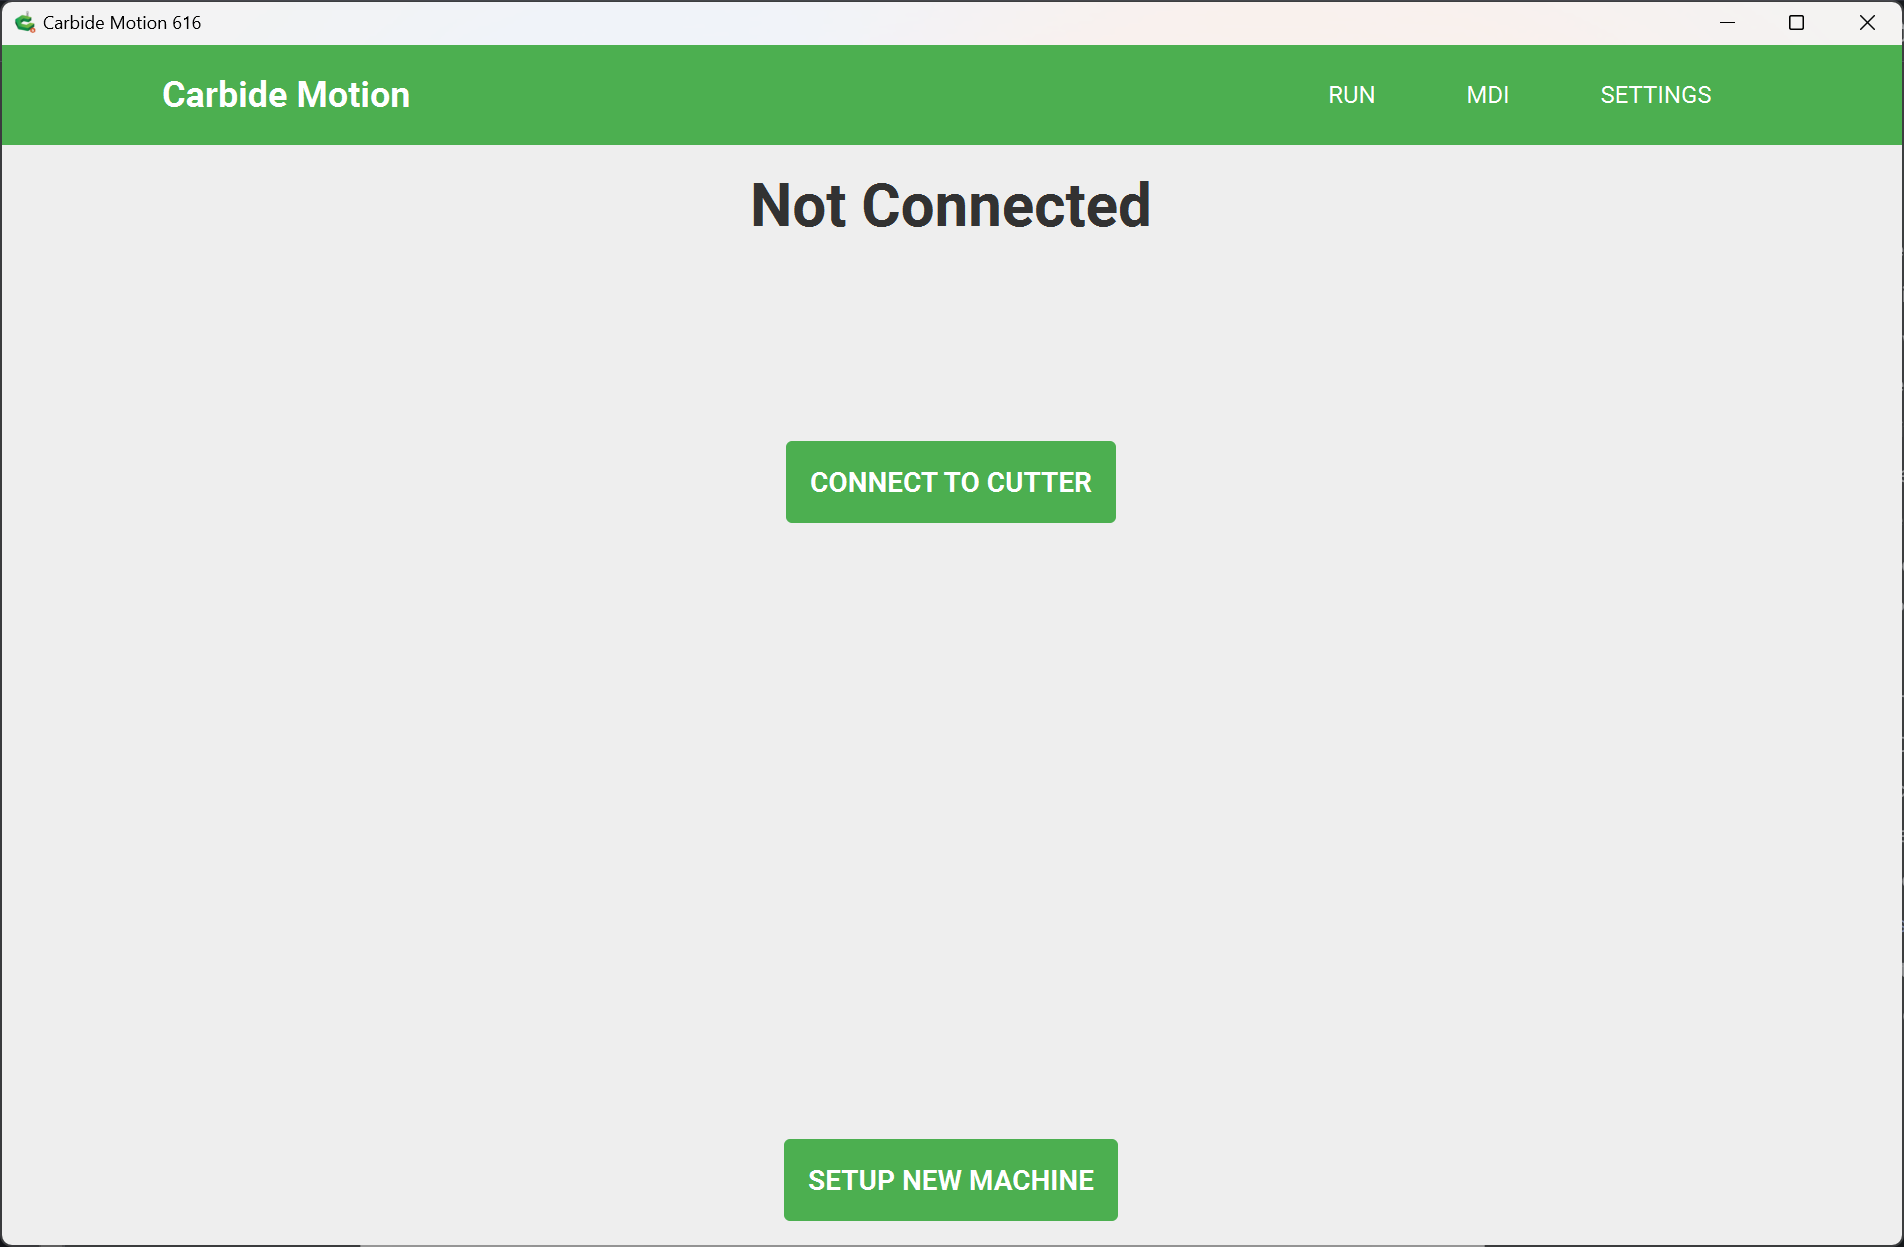 Carbide Motion 616
Carbide Motion
RUN
MDI
SETTINGS
Not Connected
CONNECT TO CUTTER
SETUP NEW MACHINE